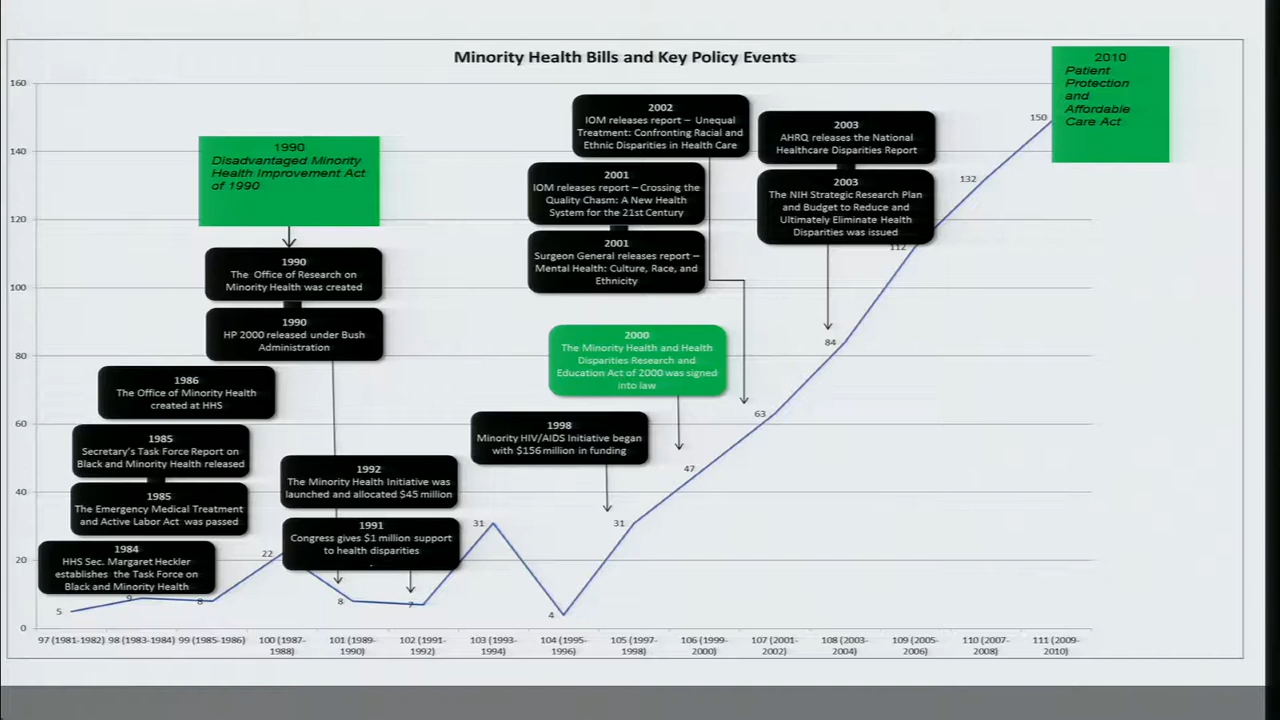 Minority Health Bills and Key Policy Events
2010
Patient
Protection
and
Affordable
Care Act
1990
Disadvantaged Minority
Health Improvement Act
of 1990
2002
IOM releases report – Unequal
Treatment: Confronting Racial and
Ethnic Disparities in Health Care
2003
AHRQ releases the National
Healthcare Disparities Report
2001
IOM releases report – Crossing the
Quality Chasm: A New Health
System for the 21st Century
2003
The NIH Strategic Research Plan
and Budget to Reduce and
Ultimately Eliminate Health
Disparities was issued
2001
Surgeon General releases report –
Mental Health: Culture, Race, and
Ethnicity
1990
The Office of Research on
Minority Health was created
1990
HP 2000 released under Bush
Administration
2000
The Minority Health and Health
Disparities Research and
Education Act of 2000 was signed
into law
1986
The Office of Minority Health
created at HHS
1998
Minority HIV/AIDS Initiative began
with $156 million in funding
1985
Secretary's Task Force Report on
Black and Minority Health released
1992
The Minority Health Initiative was
launched and allocated $45 million
1985
The Emergency Medical Treatment
and Active Labor Act was passed
1991
Congress gives $1 million support
to health disparities
.
1984
HHS Sec. Margaret Heckler
establishes the Task Force on
Black and Minority Health
160
140
120
100
80
60
40
20
0
5
9
8
22
8
7
31
4
31
47
63
84
112
132
150
97 (1981-1982)
98 (1983-1984)
99 (1985-1986)
100 (1987-
1988)
101 (1989-
1990)
102 (1991-
1992)
103 (1993-
1994)
104 (1995-
1996)
105 (1997-
1998)
106 (1999-
2000)
107 (2001-
2002)
108 (2003-
2004)
109 (2005-
2006)
110 (2007-
2008)
111 (2009-
2010)